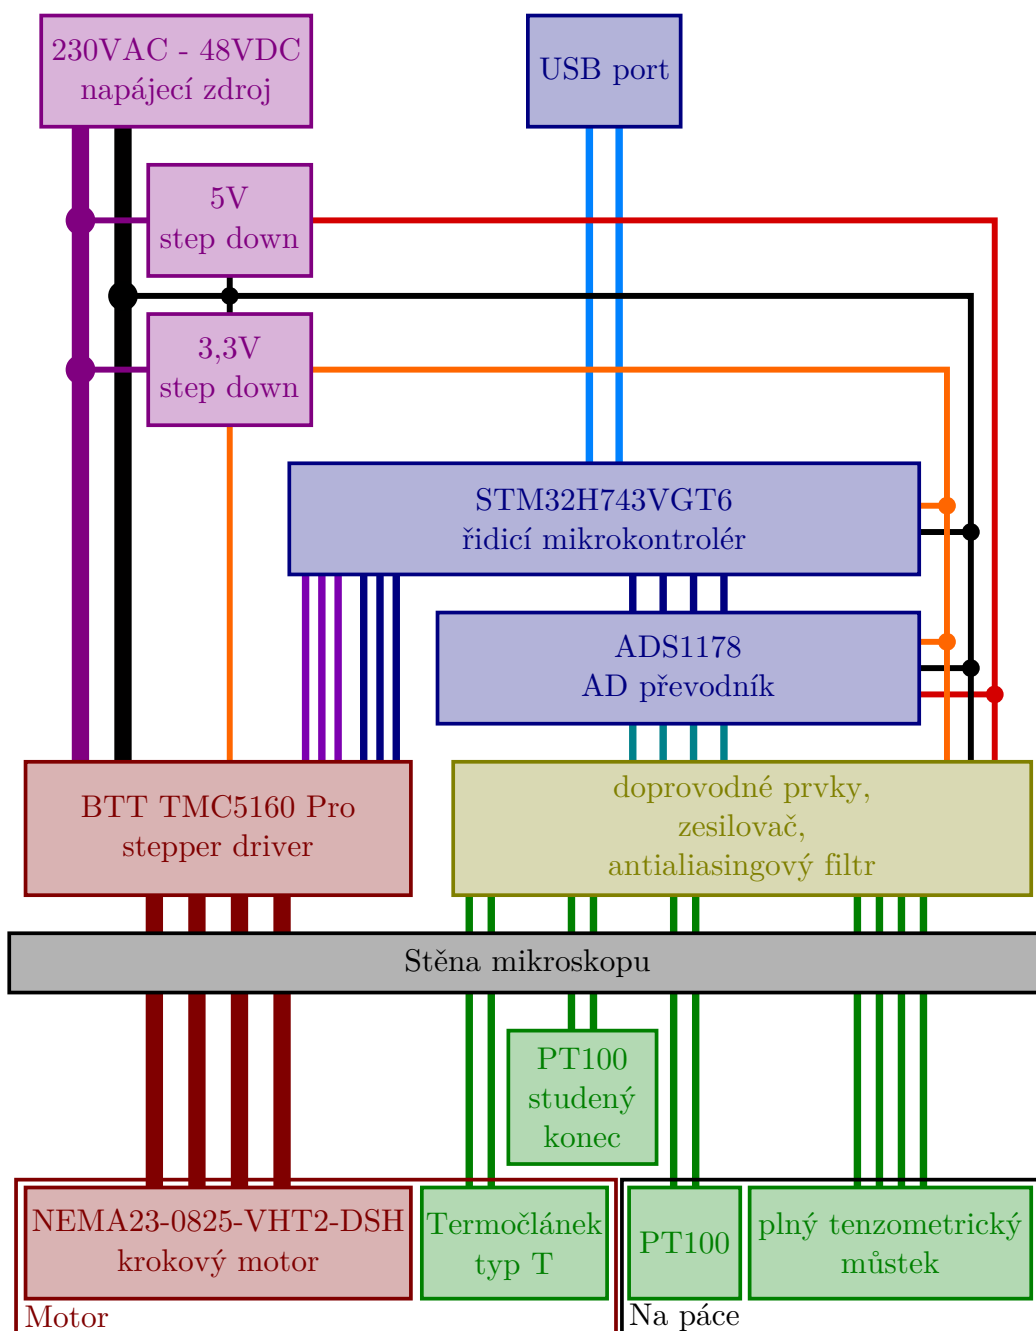 230VAC - 48VDC
napájecí zdroj
USB port
5V
step down
3,3V
step down
STM32H743VGT6
řidicí mikrokontrolér
ADS1178
AD převodník
BTT TMC5160 Pro
stepper driver
doprovodné prvky,
zesilovač,
antialiasingový filtr
Stěna mikroskopu
PT100
studený
konec
NEMA23-0825-VHT2-DSH
krokový motor
Termočlánek
typ T
PT100
plný tenzometrický
můstek
Motor
Na páce